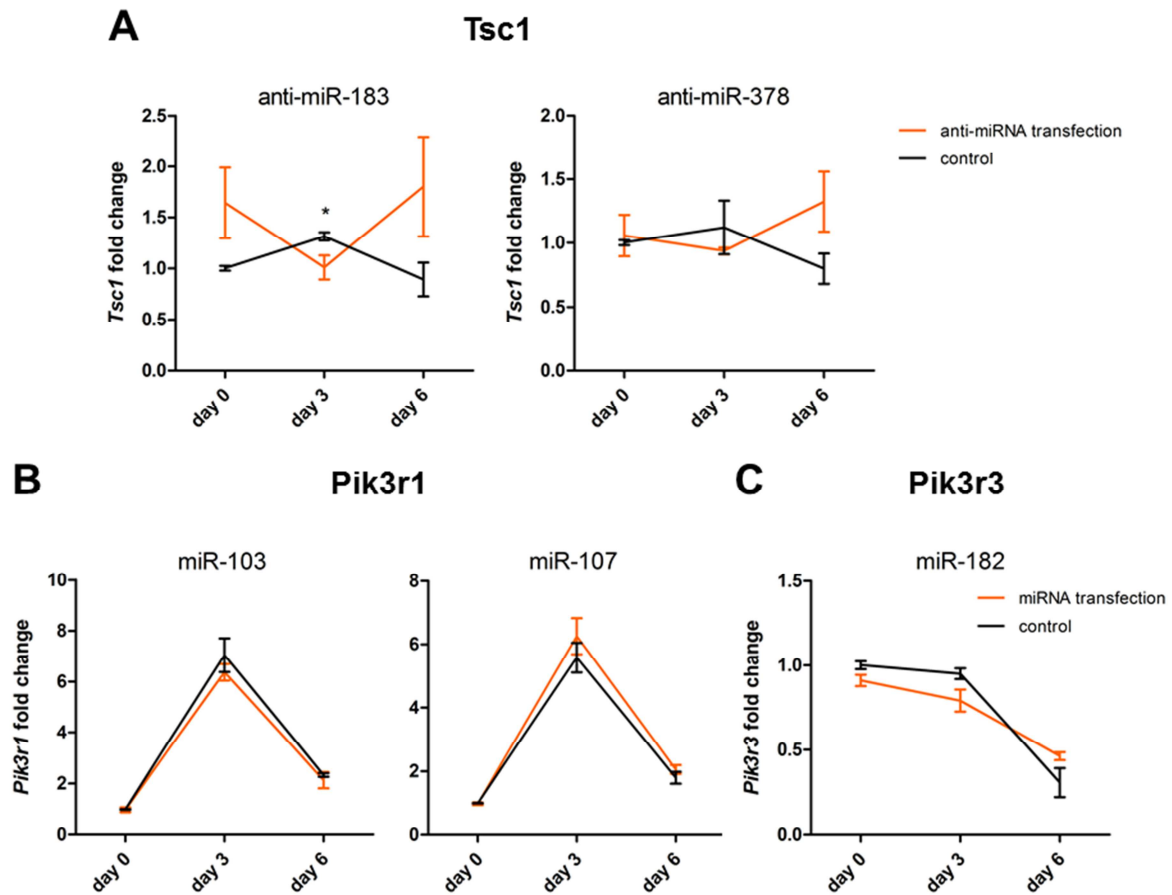 A
Tsc1
anti-miR-183
Tsc1 fold change
2.5
2.0
1.5
1.0
0.5
0.0
*
day 0
day 3
day 6
anti-miR-378
Tsc1 fold change
2.0
1.5
1.0
0.5
0.0
day 0
day 3
day 6
anti-miRNA transfection
control
B
Pik3r1
miR-103
Pik3r1 fold change
10
8
6
4
2
0
day 0
day 3
day 6
miR-107
8
6
4
2
0
day 0
day 3
day 6
C
Pik3r3
miR-182
Pik3r3 fold change
1.5
1.0
0.5
0.0
day 0
day 3
day 6
miRNA transfection
control